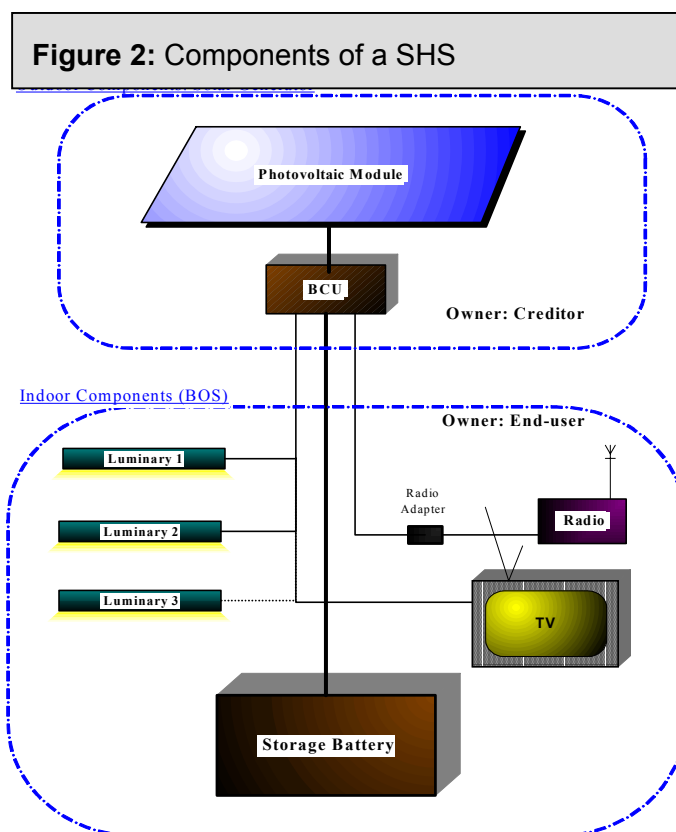 Figure 2: Components of a SHS
Photovoltaic Module
BCU
Owner: Creditor
Indoor Components (BOS)
Owner: End-user
Luminary 1
Radio
Adapter
Radio
Luminary 2
Luminary 3
TV
Storage Battery